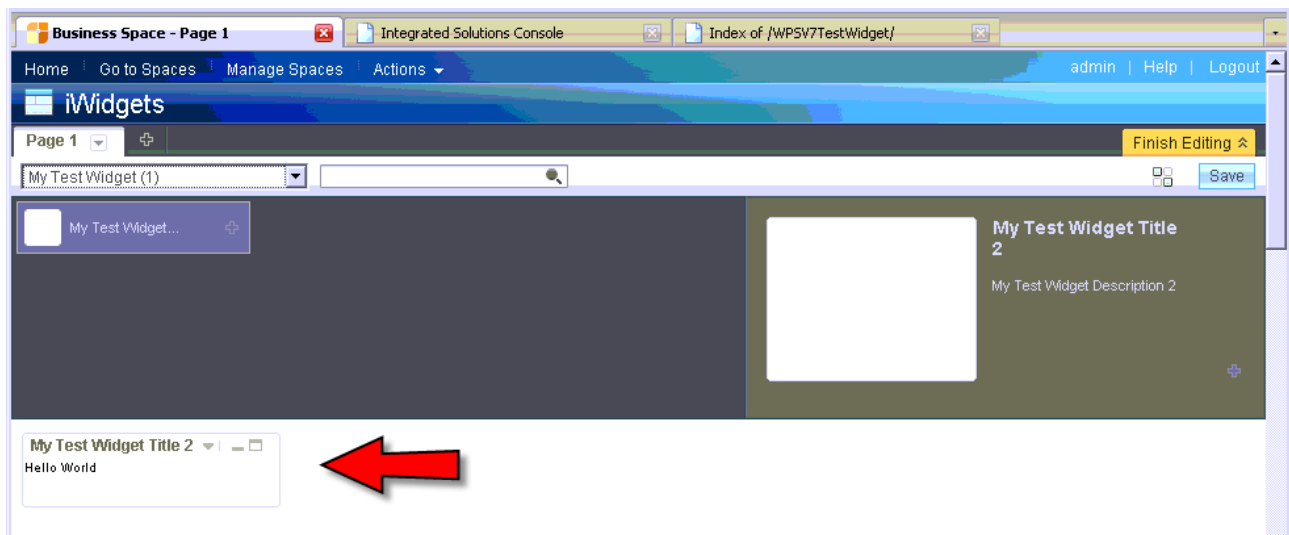 Business Space - Page 1
Integrated Solutions Console
Index of /WPSV7TestWidget/
Home Go to Spaces Manage Spaces Actions
admin | Help | Logout
iWidgets
Page 1
Finish Editing
My Test Widget (1)
Save
My Test Widget...
My Test Widget Title
2
My Test Widget Description 2
My Test Widget Title 2
Hello World